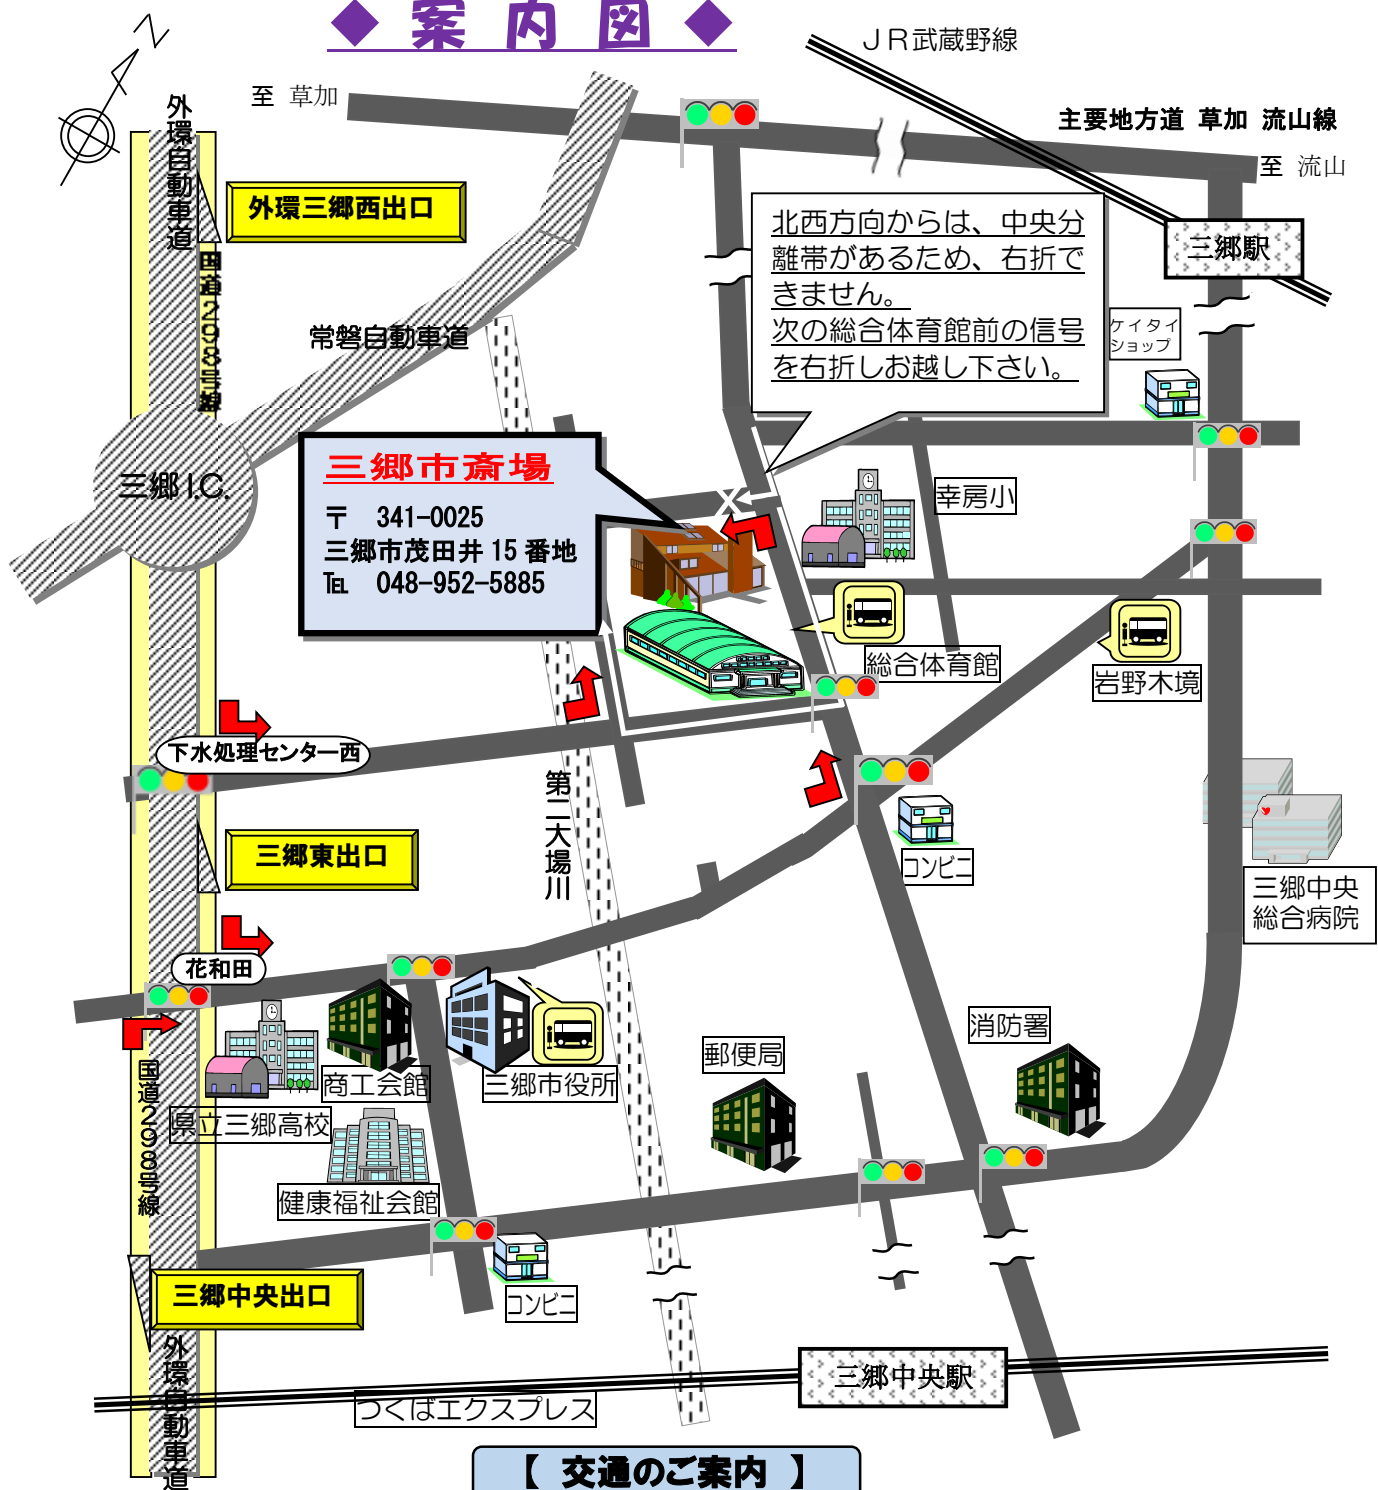 ◆ 案 内 図 ◆
N
JR武蔵野線
至 草加
主要地方道 草加 流山線
至 流山
外環自動車道
外環三郷西出口
国道298号線
北西方向からは、中央分
離帯があるため、右折で
きません。
次の総合体育館前の信号
を右折しお越し下さい。
三郷駅
ケイタイ
ショップ
常磐自動車道
三郷I.C.
三郷市斎場
〒 341-0025
三郷市茂田井 15 番地
℡ 048-952-5885
幸房小
総合体育館
岩野木境
下水処理センター西
第二大場川
三郷東出口
コンビニ
三郷中央
総合病院
花和田
国道298号線
県立三郷高校
商工会館
三郷市役所
健康福祉会館
郵便局
消防署
コンビニ
三郷中央出口
外環自動車道
三郷中央駅
つくばエクスプレス
【 交通のご案内 】